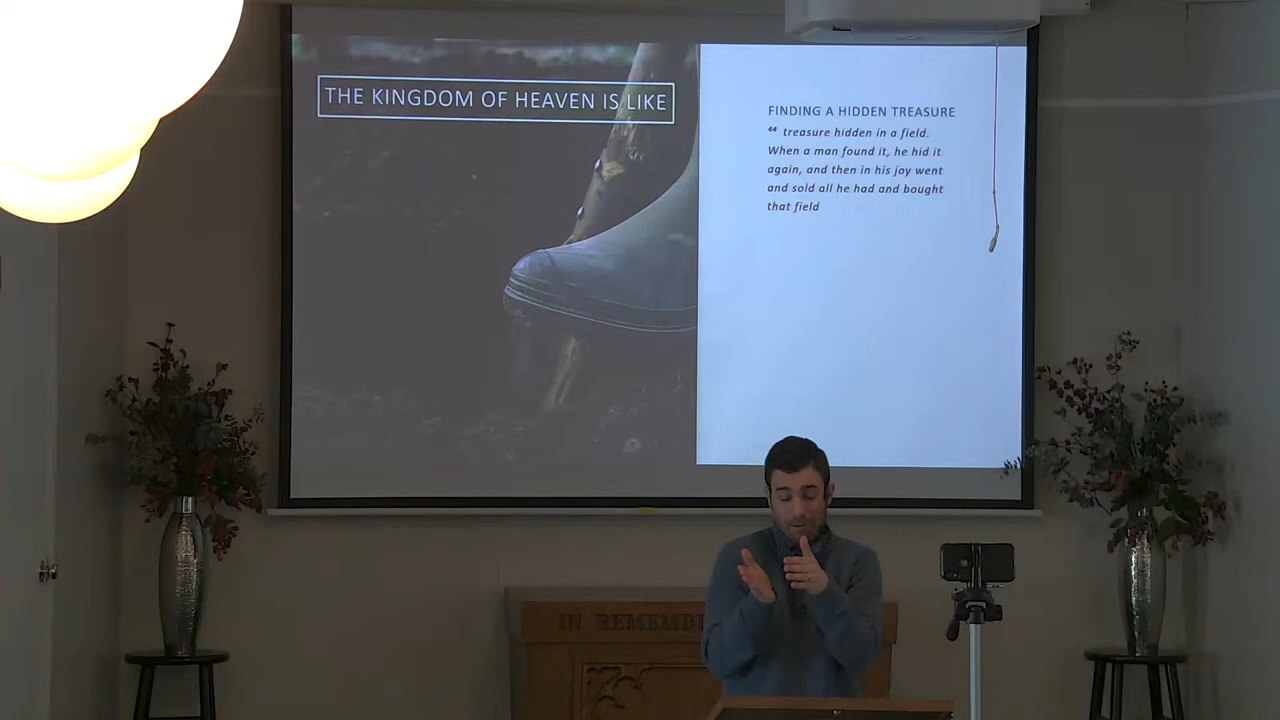 THE KINGDOM OF HEAVEN IS LIKE
FINDING A HIDDEN TREASURE
44 treasure hidden in a field.
When a man found it, he hid it
again, and then in his joy went
and sold all he had and bought
that field
IN REMEMB